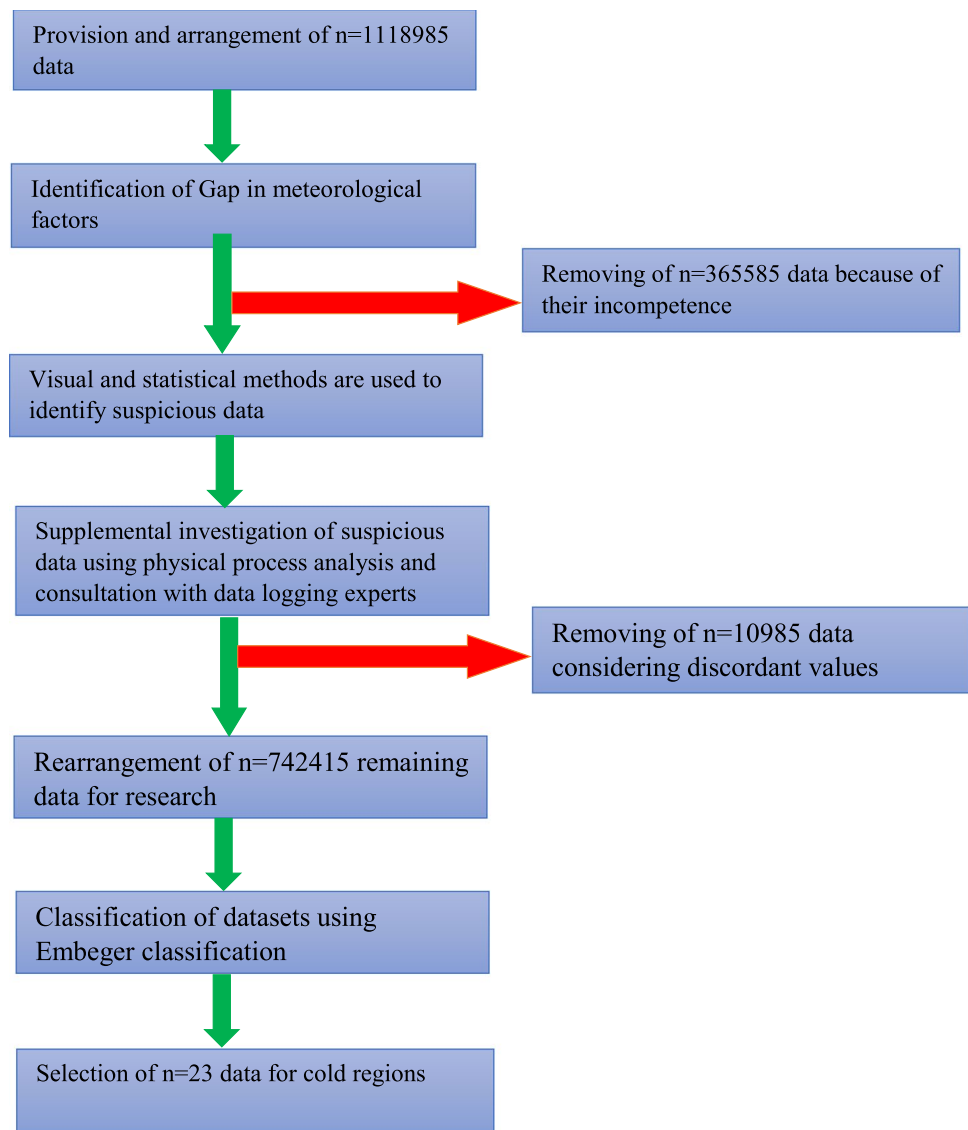 Provision and arrangement of n=1118985
data
Identification of Gap in meteorological
factors
Removing of n=365585 data because of
their incompetence
Visual and statistical methods are used to
identify suspicious data
Supplemental investigation of suspicious
data using physical process analysis and
consultation with data logging experts
Removing of n=10985 data
considering discordant values
Rearrangement of n=742415 remaining
data for research
Classification of datasets using
Embeger classification
Selection of n=23 data for cold regions